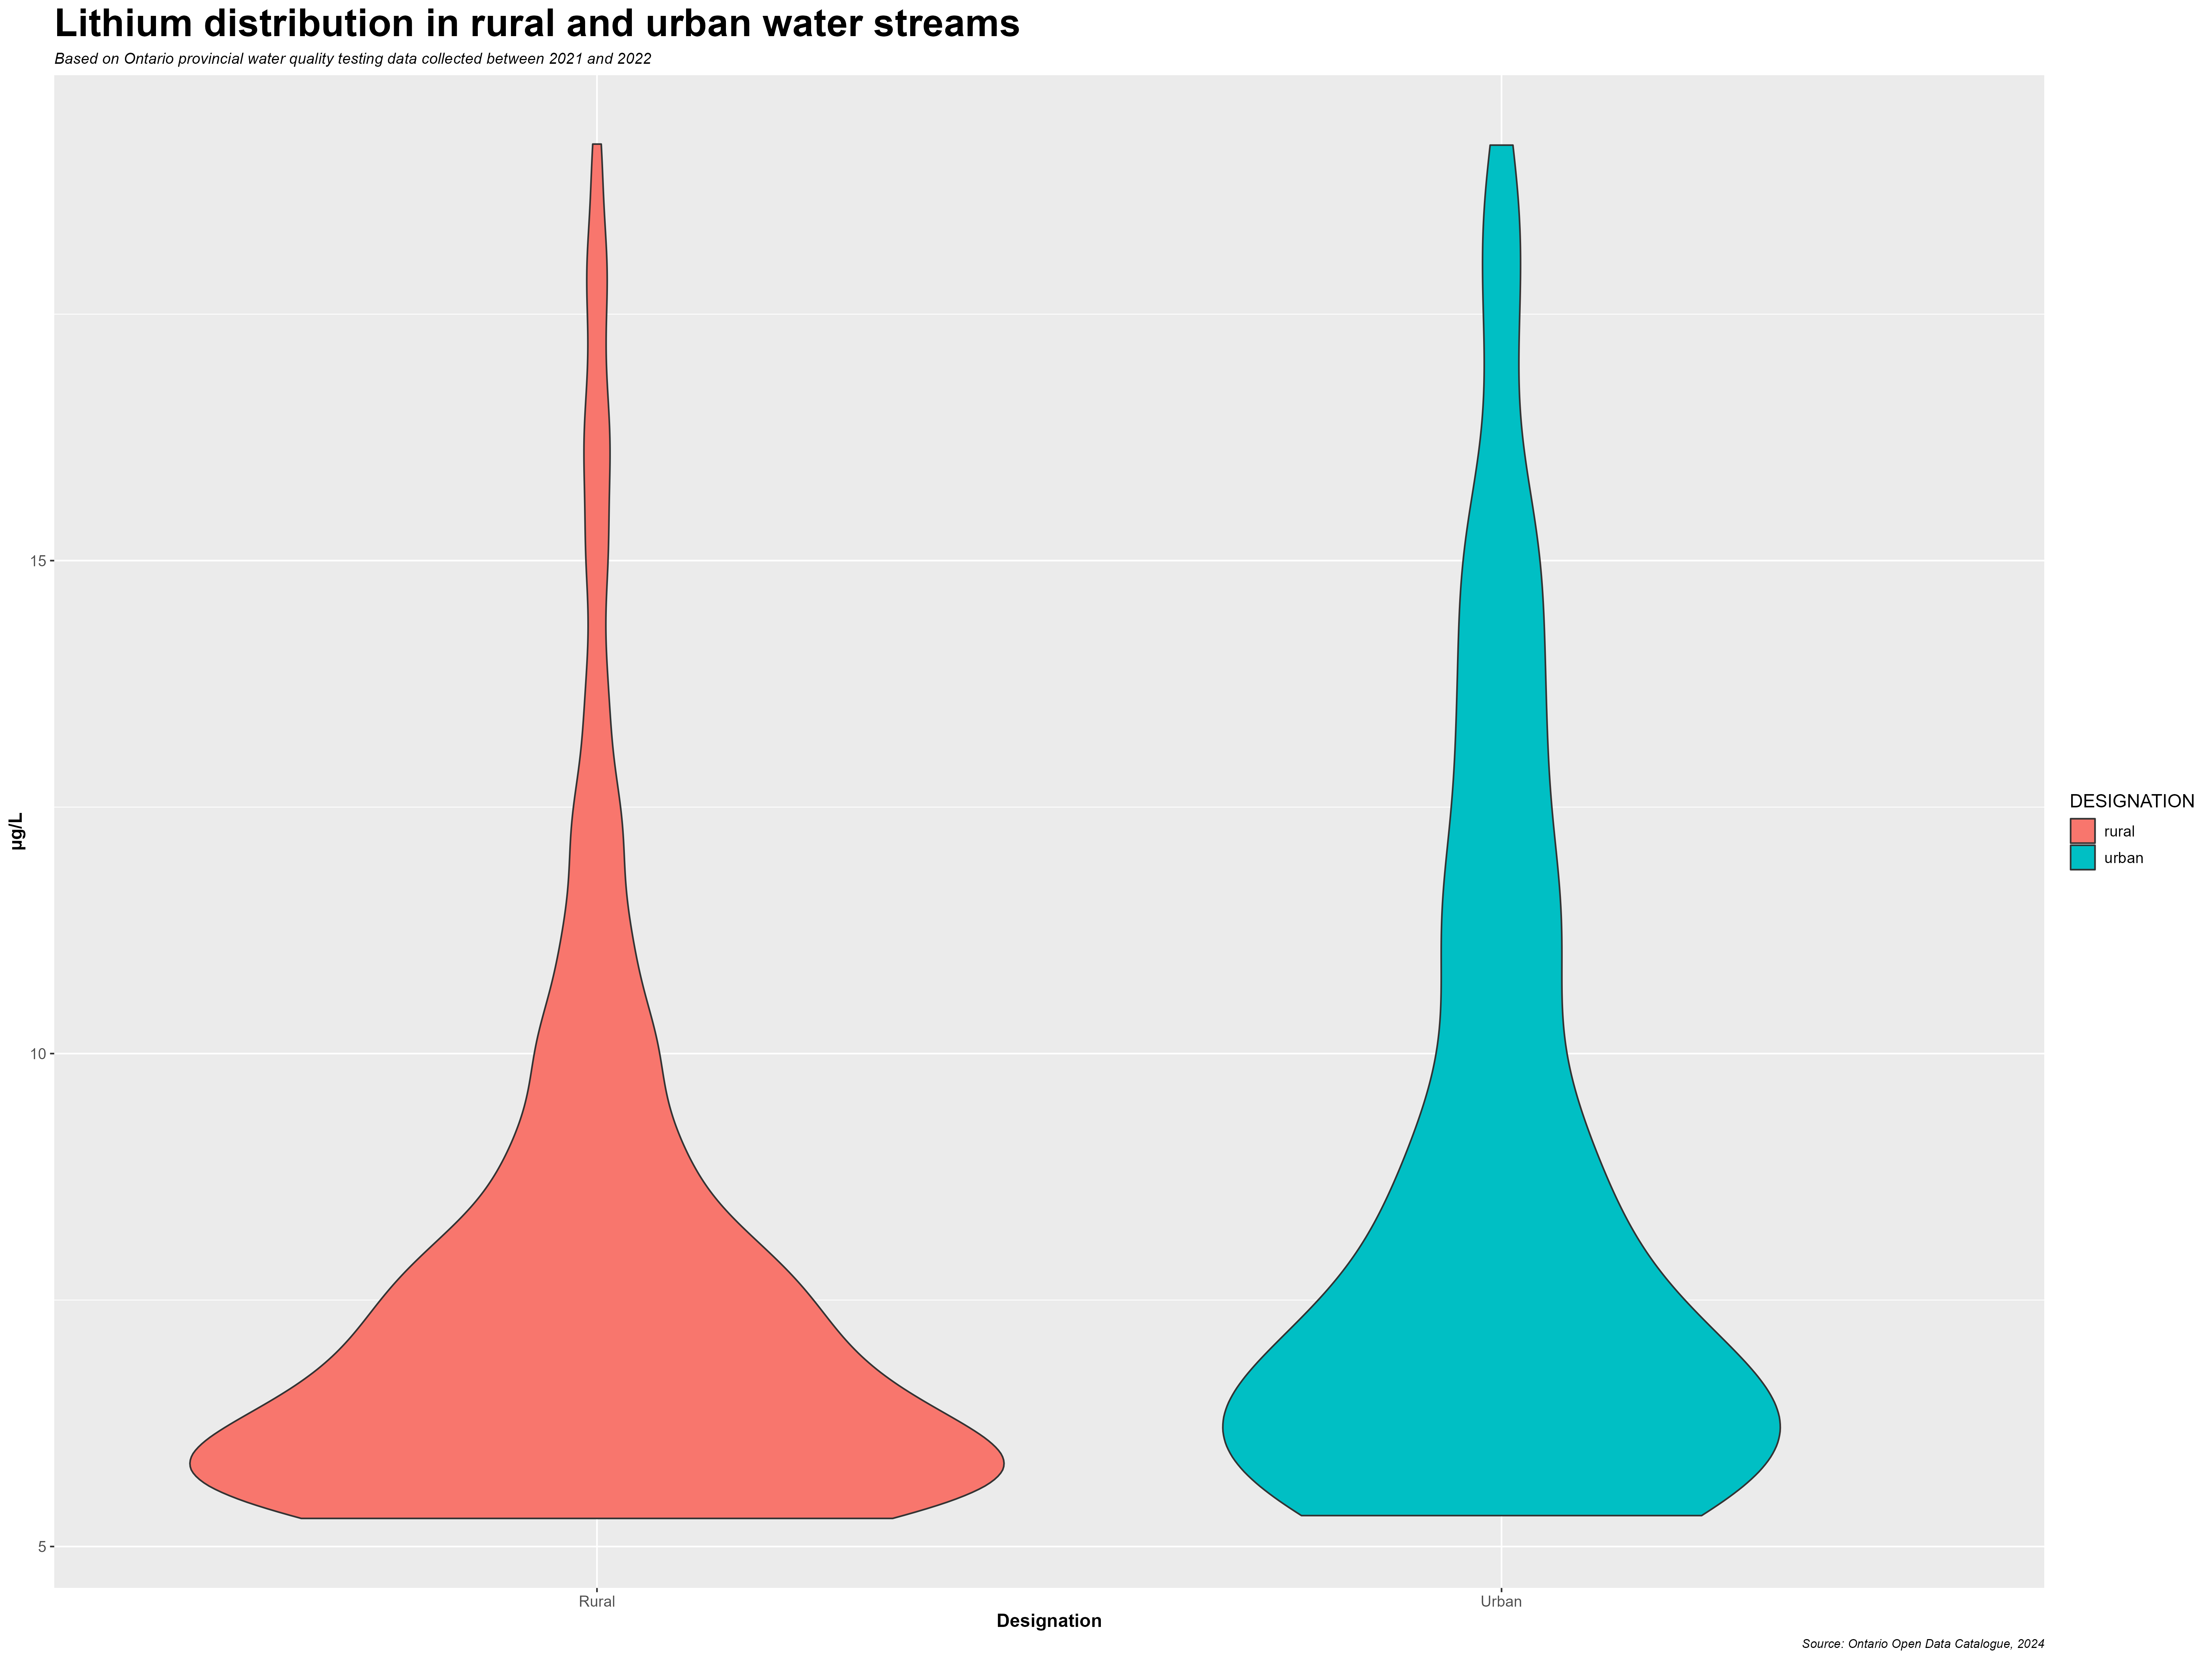 Lithium distribution in rural and urban water streams
Based on Ontario provincial water quality testing data collected between 2021 and 2022
15
10
5
µg/L
Rural
Urban
Designation
DESIGNATION
rural
urban
Source: Ontario Open Data Catalogue, 2024